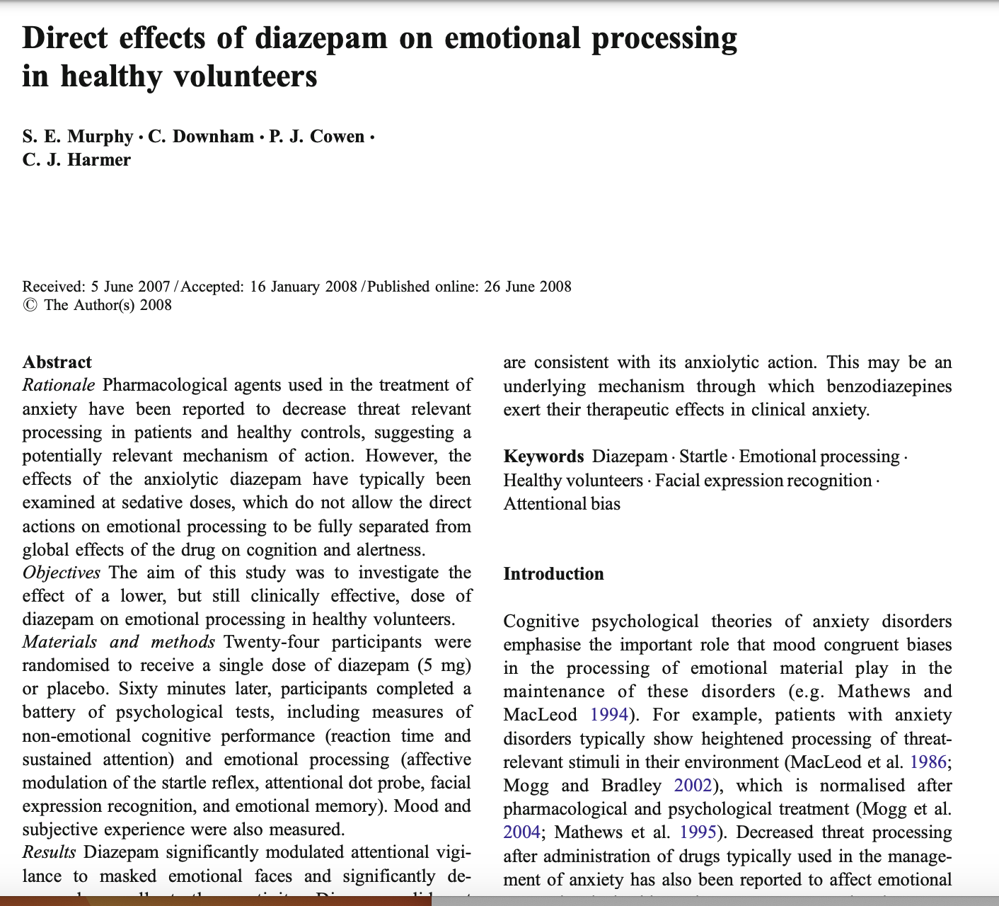 Direct effects of diazepam on emotional processing
in healthy volunteers
S. E. Murphy · C. Downham · P. J. Cowen ·
C. J. Harmer
Received: 5 June 2007 / Accepted: 16 January 2008 / Published online: 26 June 2008
© The Author(s) 2008
Abstract
Rationale Pharmacological agents used in the treatment of
anxiety have been reported to decrease threat relevant
processing in patients and healthy controls, suggesting a
potentially relevant mechanism of action. However, the
effects of the anxiolytic diazepam have typically been
examined at sedative doses, which do not allow the direct
actions on emotional processing to be fully separated from
global effects of the drug on cognition and alertness.
Objectives The aim of this study was to investigate the
effect of a lower, but still clinically effective, dose of
diazepam on emotional processing in healthy volunteers.
Materials and methods Twenty-four participants were
randomised to receive a single dose of diazepam (5 mg)
or placebo. Sixty minutes later, participants completed a
battery of psychological tests, including measures of
non-emotional cognitive performance (reaction time and
sustained attention) and emotional processing (affective
modulation of the startle reflex, attentional dot probe, facial
expression recognition, and emotional memory). Mood and
subjective experience were also measured.
Results Diazepam significantly modulated attentional vigi-
lance to masked emotional faces and significantly de-
are consistent with its anxiolytic action. This may be an
underlying mechanism through which benzodiazepines
exert their therapeutic effects in clinical anxiety.
Keywords Diazepam · Startle · Emotional processing ·
Healthy volunteers · Facial expression recognition ·
Attentional bias
Introduction
Cognitive psychological theories of anxiety disorders
emphasise the important role that mood congruent biases
in the processing of emotional material play in the
maintenance of these disorders (e.g. Mathews and
MacLeod 1994). For example, patients with anxiety
disorders typically show heightened processing of threat-
relevant stimuli in their environment (MacLeod et al. 1986;
Mogg and Bradley 2002), which is normalised after
pharmacological and psychological treatment (Mogg et al.
2004; Mathews et al. 1995). Decreased threat processing
after administration of drugs typically used in the manage-
ment of anxiety has also been reported to affect emotional